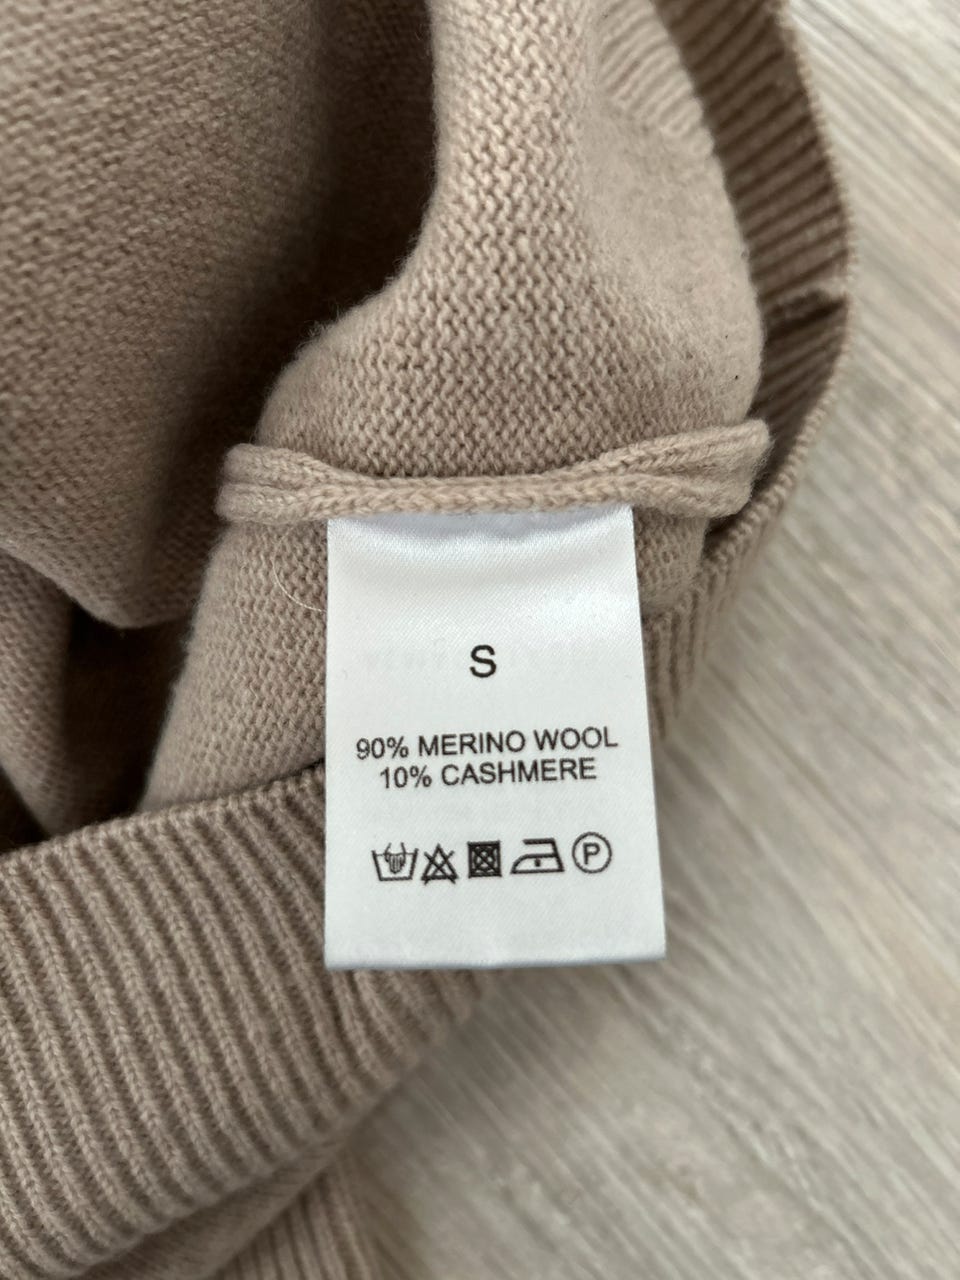 S
90% MERINO WOOL
10% CASHMERE
P